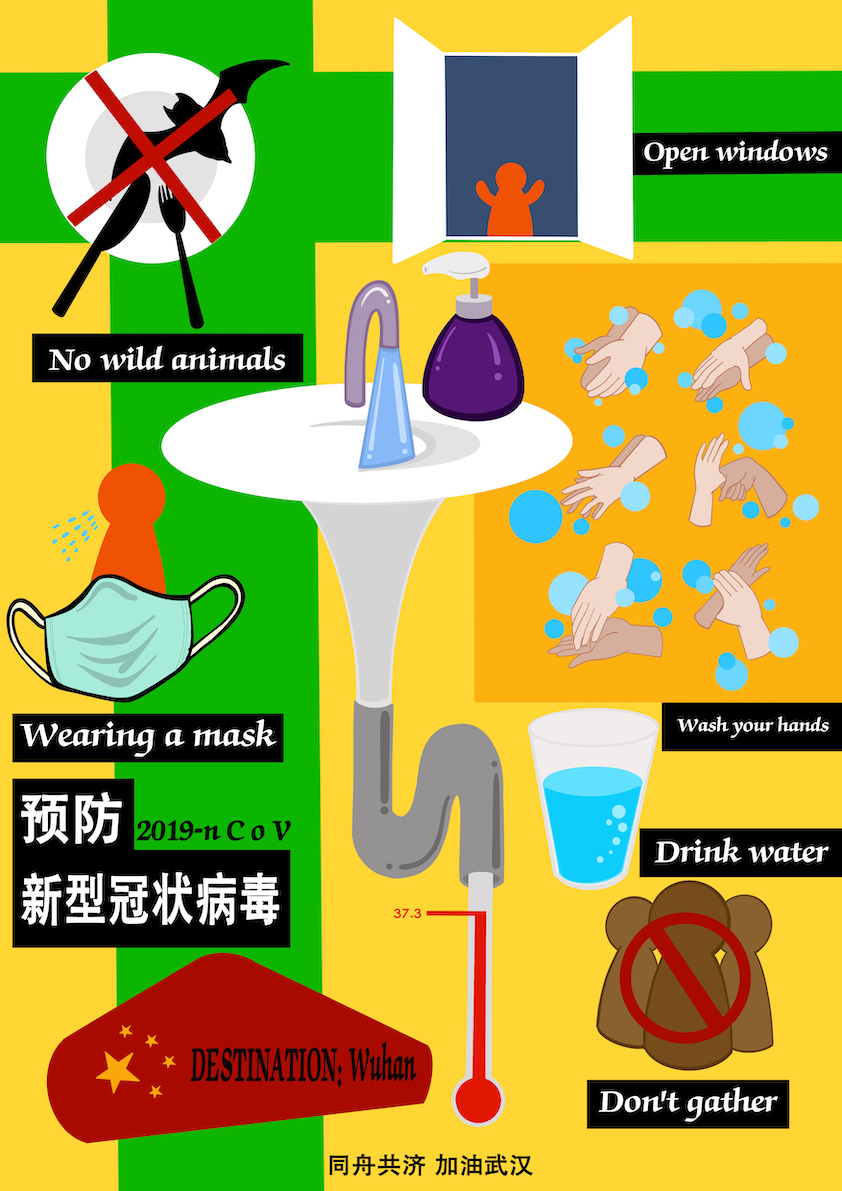 Open windows
No wild animals
Wearing a mask
Wash your hands
预防
2019-n C o V
新型冠状病毒
Drink water
37.3
DESTINATION: Wuhan
Don't gather
同舟共济 加油武汉